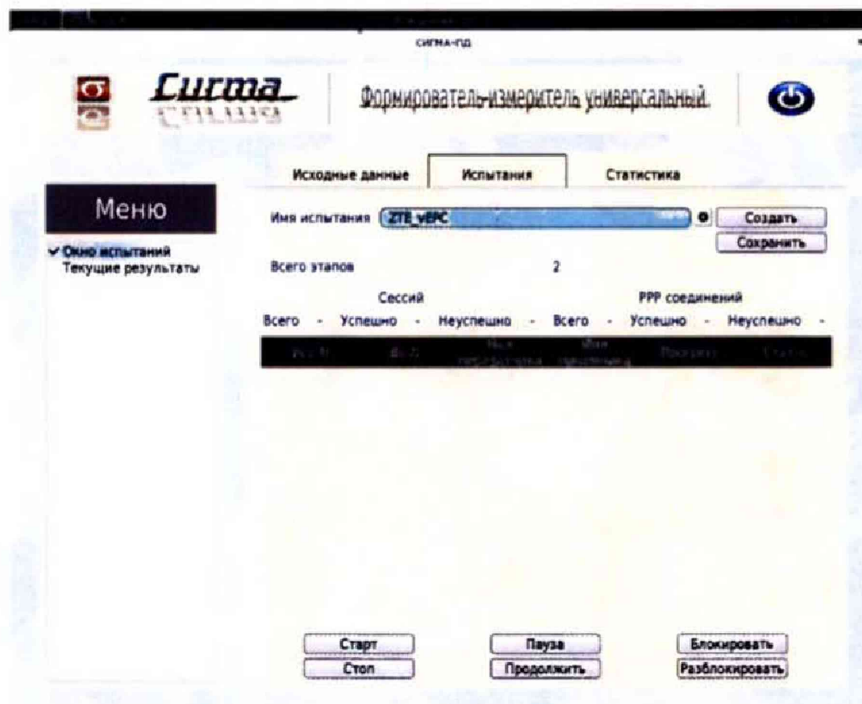 СИГМА-ПД
σ Сигма Формирователь-измеритель универсальный
Исходные данные Испытания Статистика
Меню
Имя испытания ZTE_vEPC Создать
✔ Окно испытаний Сохранить
Текущие результаты
Всего этапов 2
Сессий PPP соединений
Всего - Успешно - Неуспешно - Всего - Успешно - Неуспешно -
Старт Пауза Блокировать
Стоп Продолжить Разблокировать